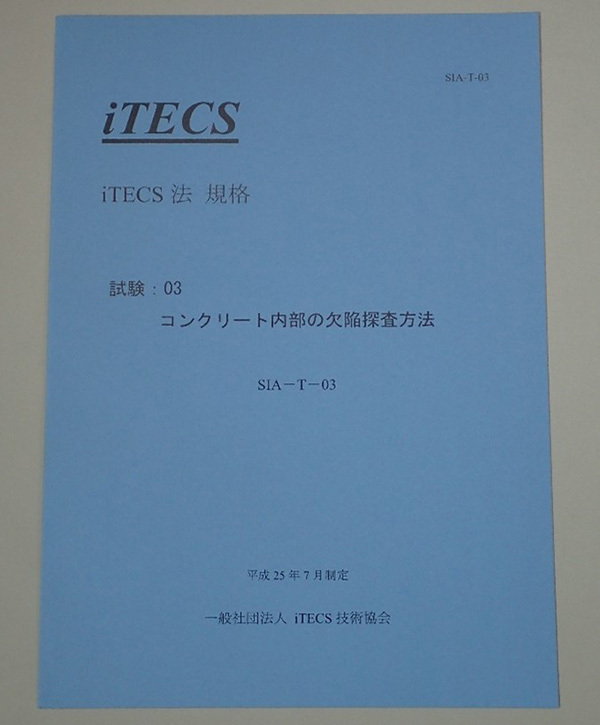 SIA-T-03
iTECS
iTECS 法 規格
試験：03
コンクリート内部の欠陥探査方法
SIA－T－03
平成 25 年 7 月制定
一般社団法人 iTECS 技術協会